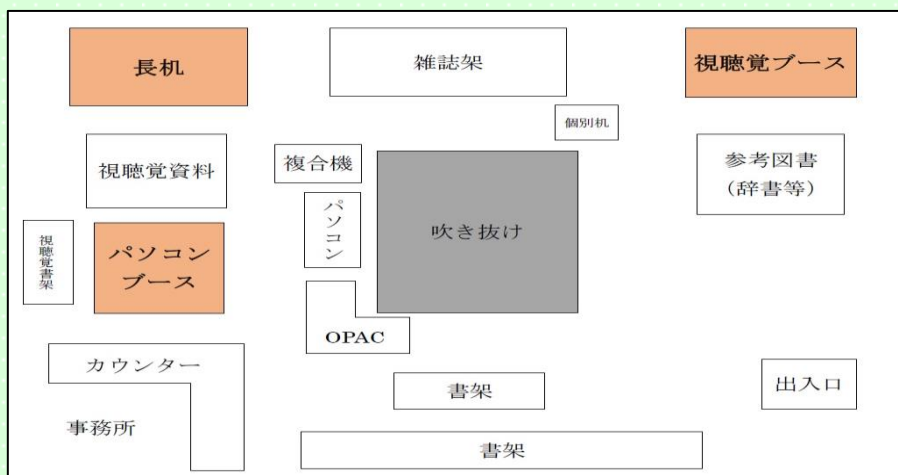 長机
雑誌架
視聴覚ブース
個別机
視聴覚資料
複合機
参考図書
(辞書等)
視聴覚書架
パソコン
ブース
パソコン
吹き抜け
OPAC
カウンター
事務所
書架
出入口
書架